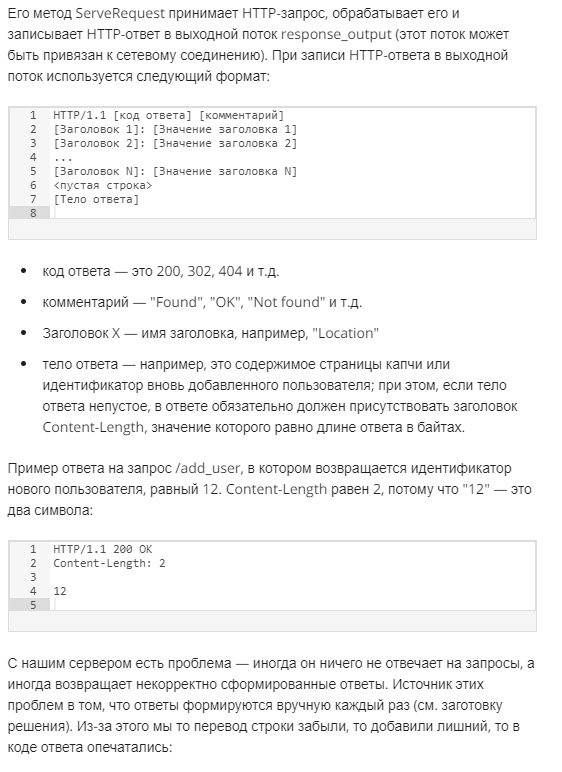 Его метод ServeRequest принимает HTTP-запрос, обрабатывает его и
записывает HTTP-ответ в выходной поток response_output (этот поток может
быть привязан к сетевому соединению). При записи HTTP-ответа в выходной
поток используется следующий формат:
1 HTTP/1.1 [код ответа] [комментарий]
2 [Заголовок 1]: [Значение заголовка 1]
3 [Заголовок 2]: [Значение заголовка 2]
4 ...
5 [Заголовок N]: [Значение заголовка N]
6 <пустая строка>
7 [Тело ответа]
8
• код ответа — это 200, 302, 404 и т.д.
• комментарий — "Found", "OK", "Not found" и т.д.
• Заголовок X — имя заголовка, например, "Location"
• тело ответа — например, это содержимое страницы капчи или
идентификатор вновь добавленного пользователя; при этом, если тело
ответа непустое, в ответе обязательно должен присутствовать заголовок
Content-Length, значение которого равно длине ответа в байтах.
Пример ответа на запрос /add_user, в котором возвращается идентификатор
нового пользователя, равный 12. Content-Length равен 2, потому что "12" — это
два символа:
1 HTTP/1.1 200 OK
2 Content-Length: 2
3
4 12
5
С нашим сервером есть проблема — иногда он ничего не отвечает на запросы, а
иногда возвращает некорректно сформированные ответы. Источник этих
проблем в том, что ответы формируются вручную каждый раз (см. заготовку
решения). Из-за этого мы то перевод строки забыли, то добавили лишний, то в
коде ответа опечатались: